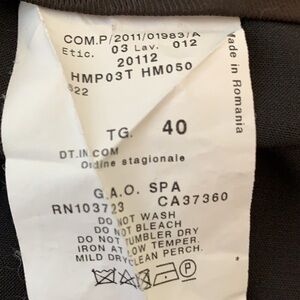 COM.P/2011/01983/A
Etic. 03 Lav. 012
20112
HMP03T HM050
S22
TG. 40
DT.IN.COM
Ordine stagionale
G.A.O. SPA
RN103723 CA37360
DO NOT WASH
DO NOT BLEACH
DO NOT TUMBLER DRY
IRON AT LOW TEMPER.
MILD DRYCLEAN PERCH.
P
Made in Romania